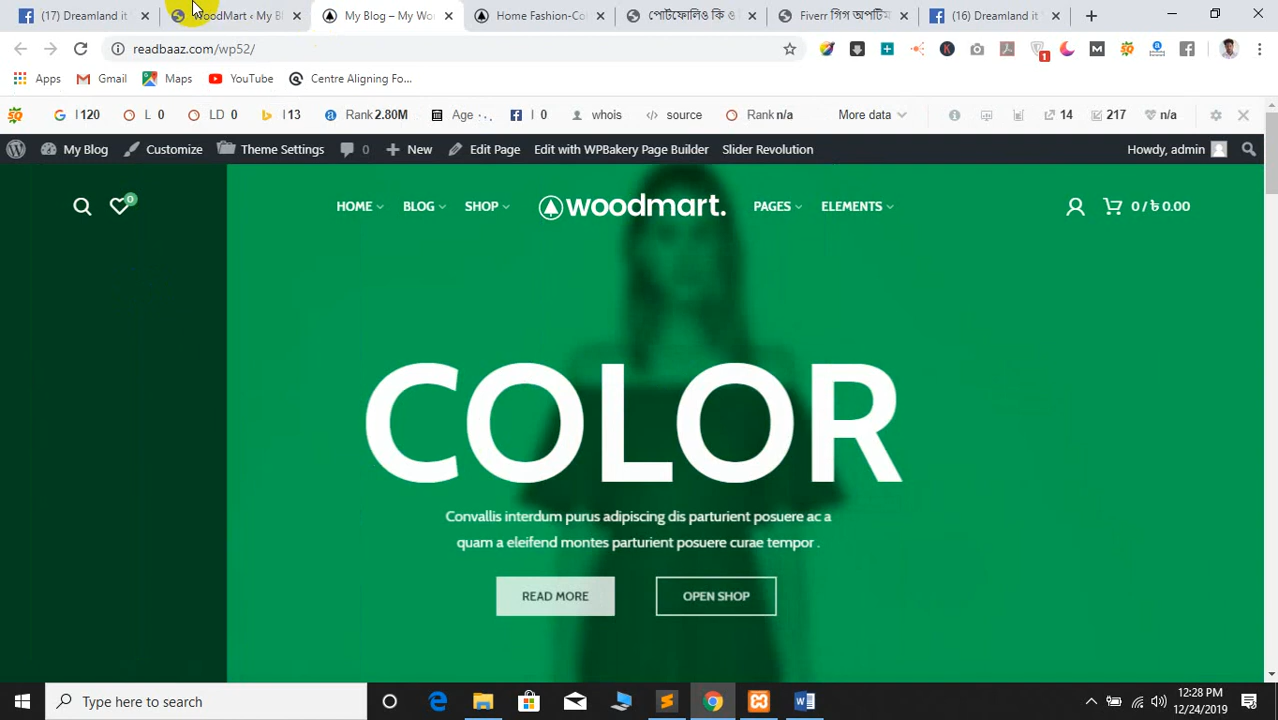 (17) Dreamland it
WoodMart ‹ My Bl
My Blog – My Wo
Home Fashion-Co
পোর্টফোলিও কি ও
Fiverr গিগ অপটিম
(16) Dreamland it
readbaaz.com/wp52/
Apps
Gmail
Maps
YouTube
Centre Aligning Fo...
I 120
L 0
LD 0
I 13
Rank 2.80M
Age
I 0
whois
source
Rank n/a
More data
14
217
n/a
My Blog
Customize
Theme Settings
0
New
Edit Page
Edit with WPBakery Page Builder
Slider Revolution
Howdy, admin
0
HOME
BLOG
SHOP
woodmart.
PAGES
ELEMENTS
0 / ৳ 0.00
COLOR
Convallis interdum purus adipiscing dis parturient posuere ac a
quam a eleifend montes parturient posuere curae tempor .
READ MORE
OPEN SHOP
Type here to search
12:28 PM
12/24/2019